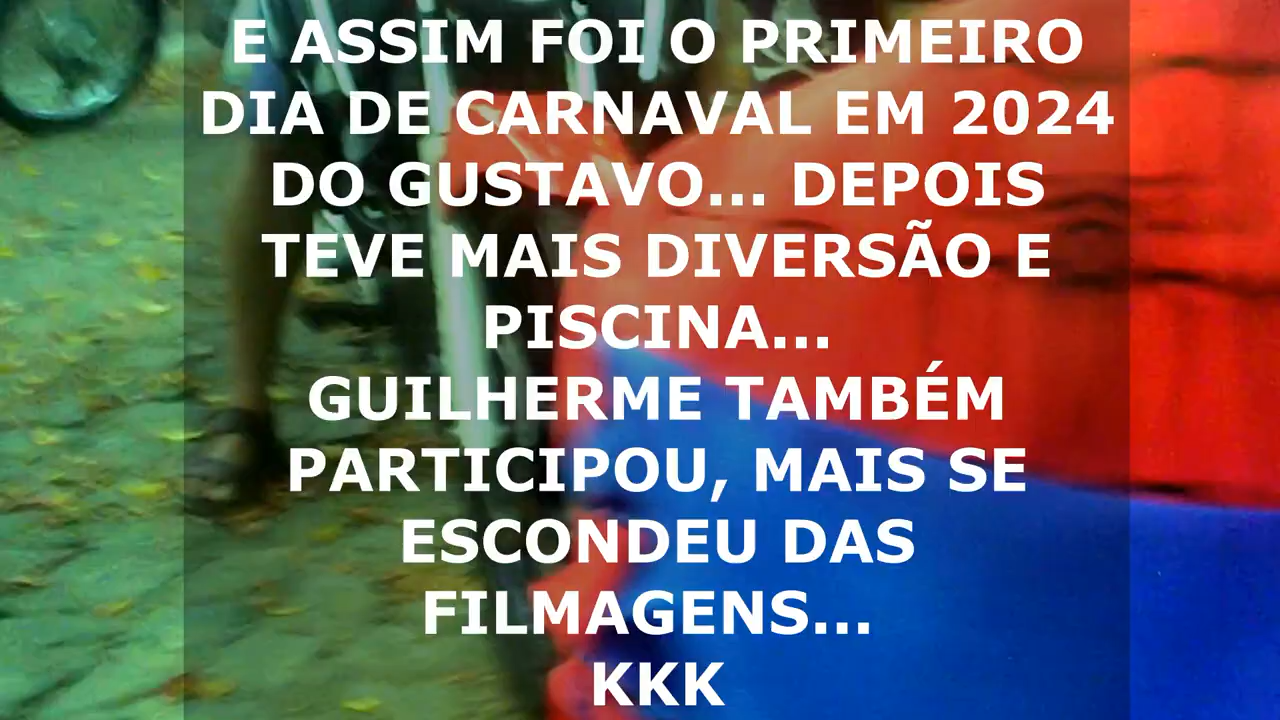 E ASSIM FOI O PRIMEIRO
DIA DE CARNAVAL EM 2024
DO GUSTAVO... DEPOIS
TEVE MAIS DIVERSÃO E
PISCINA...
GUILHERME TAMBÉM
PARTICIPOU, MAIS SE
ESCONDEU DAS
FILMAGENS...
KKK